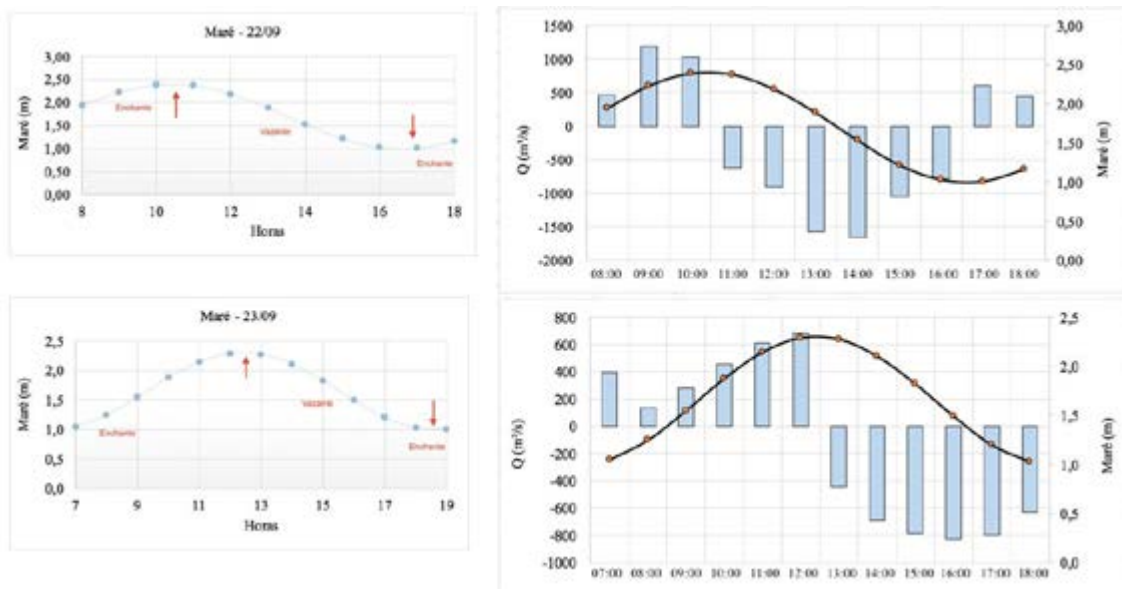 Maré - 22/09
Maré (m)
3,00
2,50
2,00
1,50
1,00
0,50
0,00
Enchente
Vazante
Enchente
8 10 12 14 16 18
Horas
Q (m³/s)
1500
1000
500
0
-500
-1000
-1500
-2000
3,00
2,50
2,00
1,50
1,00
0,50
0,00
Maré (m)
08:00 09:00 10:00 11:00 12:00 13:00 14:00 15:00 16:00 17:00 18:00
Maré - 23/09
Maré (m)
2,5
2,0
1,5
1,0
0,5
0,0
Enchente
Vazante
Enchente
7 9 11 13 15 17 19
Horas
Q (m³/s)
800
600
400
200
0
-200
-400
-600
-800
-1000
2,5
2,0
1,5
1,0
0,5
0,0
Maré (m)
07:00 08:00 09:00 10:00 11:00 12:00 13:00 14:00 15:00 16:00 17:00 18:00